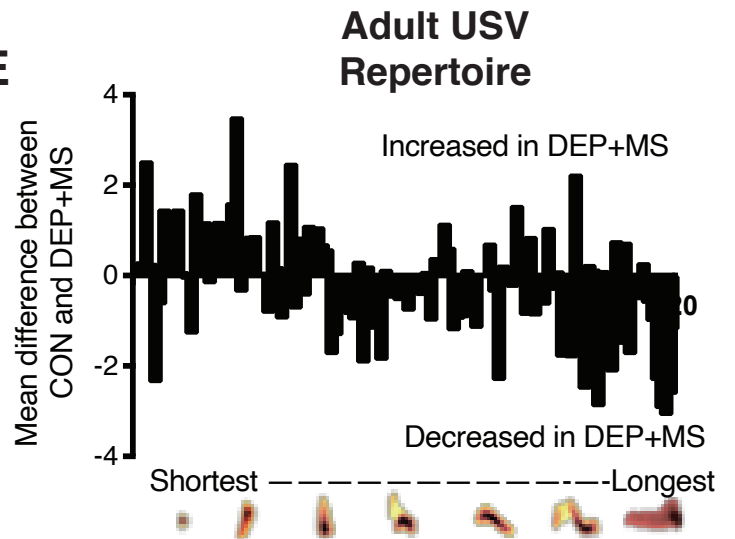 E
Adult USV
Repertoire
Mean difference between
CON and DEP+MS
4
2
0
-2
-4
Increased in DEP+MS
20
Decreased in DEP+MS
Shortest
Longest